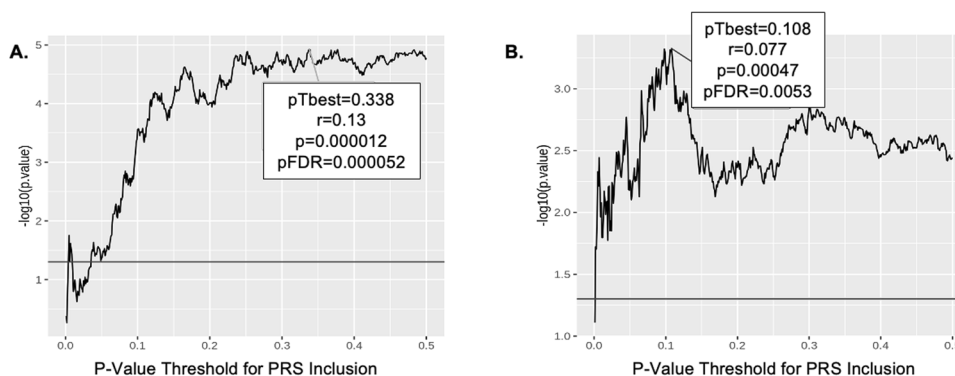 A.
5
4
3
2
1
-log10(p.value)
pTbest=0.338
r=0.13
p=0.000012
pFDR=0.000052
0.0 0.1 0.2 0.3 0.4 0.5
P-Value Threshold for PRS Inclusion
B.
3.0
2.5
2.0
1.5
1.0
-log10(p.value)
pTbest=0.108
r=0.077
p=0.00047
pFDR=0.0053
0.0 0.1 0.2 0.3 0.4 0.5
P-Value Threshold for PRS Inclusion